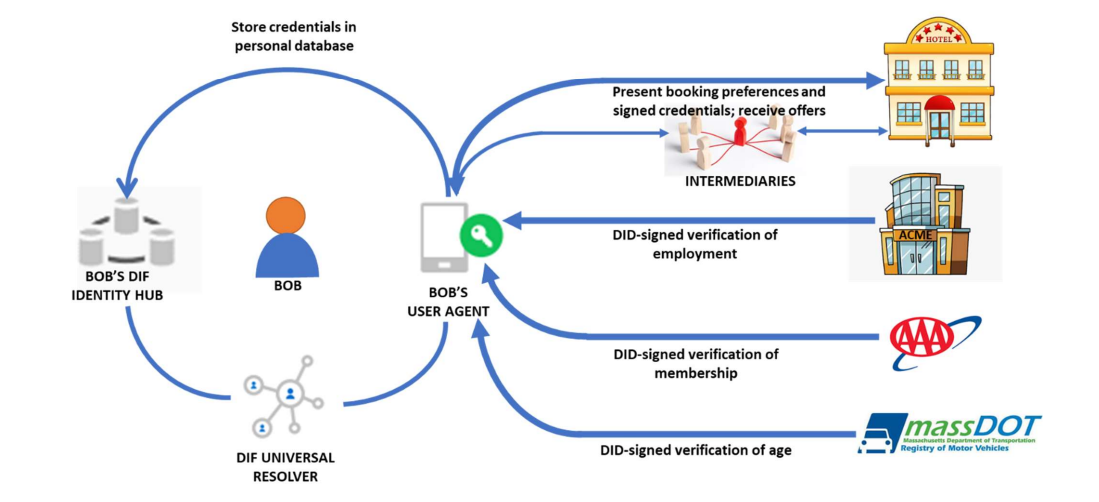 Store credentials in
personal database
HOTEL
Present booking preferences and
signed credentials; receive offers
INTERMEDIARIES
ACME
DID-signed verification of
employment
BOB'S DIF
IDENTITY HUB
BOB
BOB'S
USER AGENT
AAA
DID-signed verification of
membership
massDOT
Massachusetts Department of Transportation
Registry of Motor Vehicles
DID-signed verification of age
DIF UNIVERSAL
RESOLVER